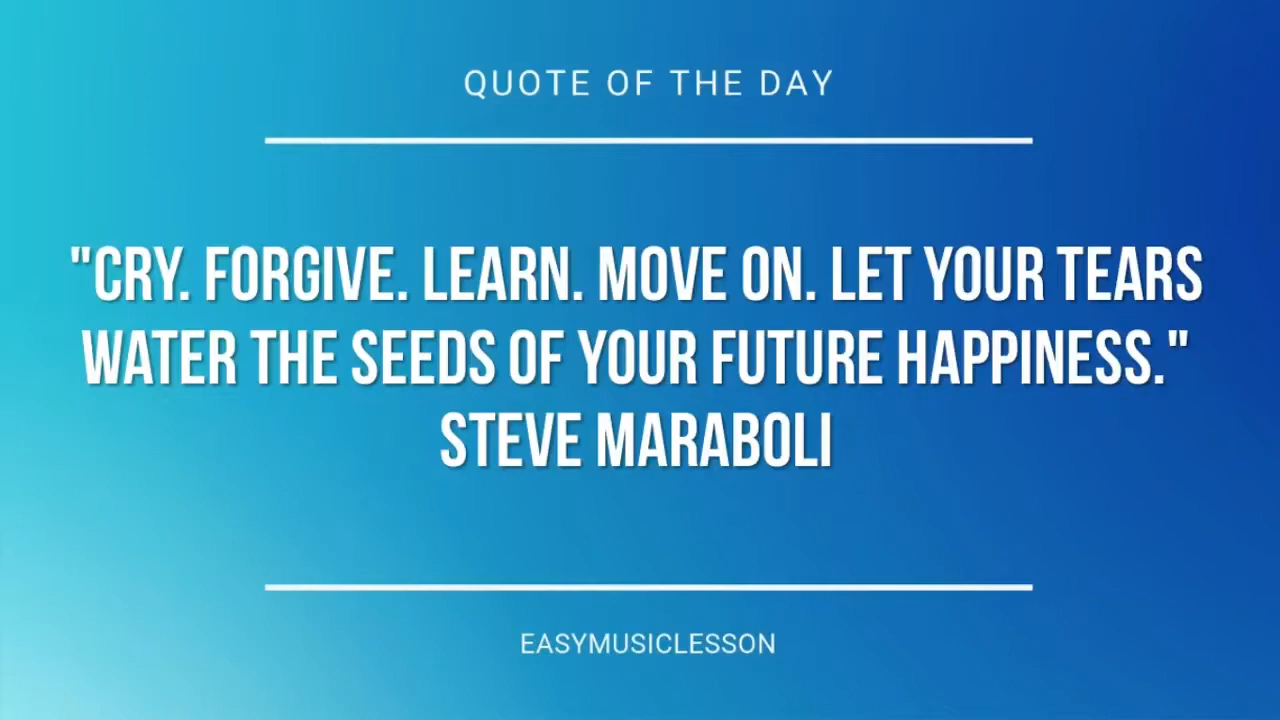 QUOTE OF THE DAY
"CRY. FORGIVE. LEARN. MOVE ON. LET YOUR TEARS
WATER THE SEEDS OF YOUR FUTURE HAPPINESS."
STEVE MARABOLI
EASYMUSICLESSON